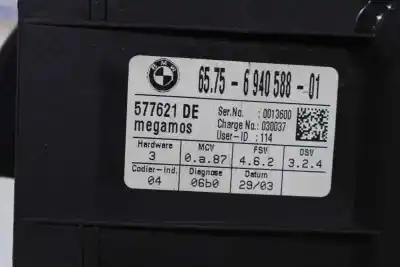 BMW
65.75 - 6 940 588 - 01
577621 DE
megamos
Ser.No. : 0013600
Charge No.: 030037
User-ID : 114
Hardware MCV FSV OSV
3 0.a.87 4.6.2 3.2.4
Codier-ind. Diagnose Datum
04 06b0 29/03